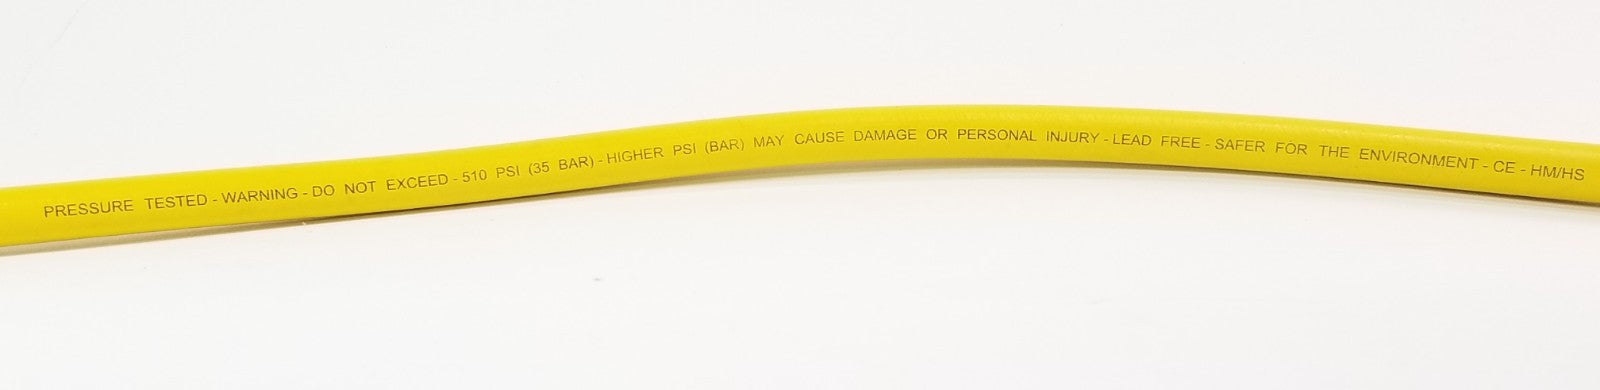 PRESSURE TESTED - WARNING - DO NOT EXCEED - 510 PSI (35 BAR) - HIGHER PSI (BAR) MAY CAUSE DAMAGE OR PERSONAL INJURY - LEAD FREE - SAFER FOR THE ENVIRONMENT - CE - HM/HS